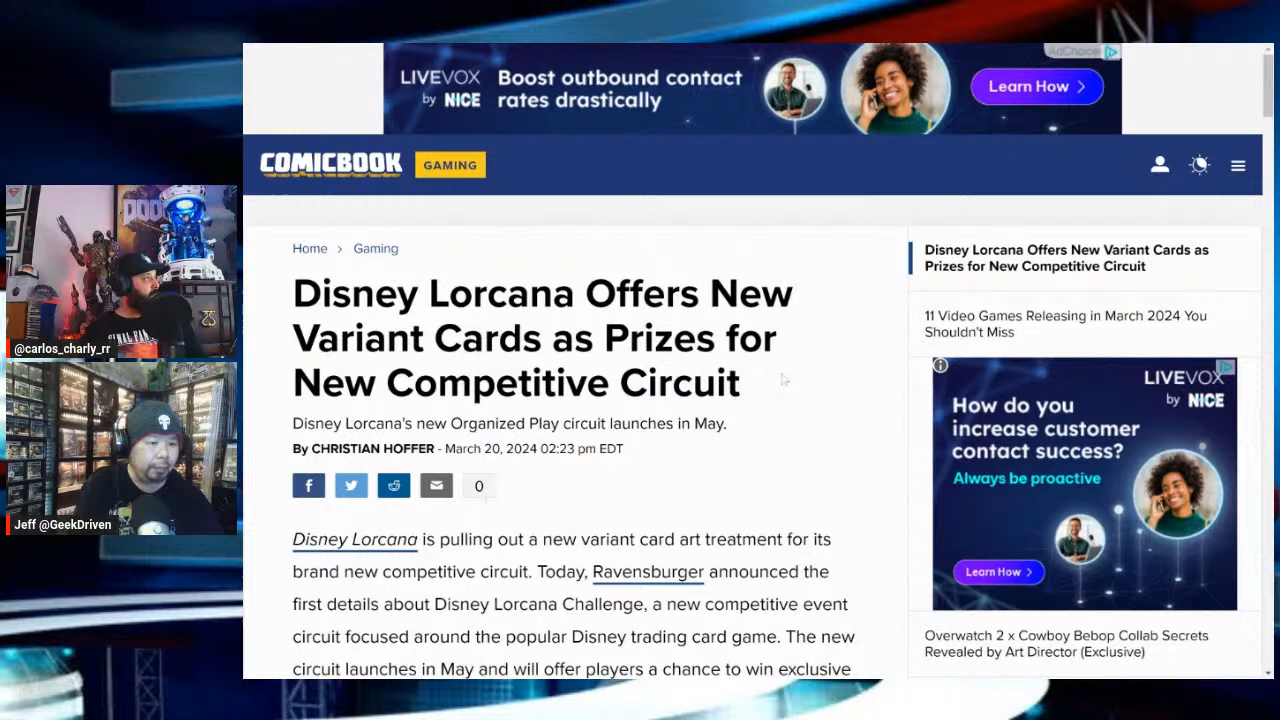 AdChoices
LIVEVOX
by NICE
Boost outbound contact
rates drastically
Learn How
COMICBOOK
GAMING
Home > Gaming
Disney Lorcana Offers New
Variant Cards as Prizes for
New Competitive Circuit
Disney Lorcana's new Organized Play circuit launches in May.
By CHRISTIAN HOFFER - March 20, 2024 02:23 pm EDT
0
Disney Lorcana is pulling out a new variant card art treatment for its
brand new competitive circuit. Today, Ravensburger announced the
first details about Disney Lorcana Challenge, a new competitive event
circuit focused around the popular Disney trading card game. The new
circuit launches in May and will offer players a chance to win exclusive
Disney Lorcana Offers New Variant Cards as
Prizes for New Competitive Circuit
11 Video Games Releasing in March 2024 You
Shouldn't Miss
LIVEVOX
by NICE
How do you
increase customer
contact success?
Always be proactive
Learn How
Overwatch 2 x Cowboy Bebop Collab Secrets
Revealed by Art Director (Exclusive)
DOOM
@carlos_charly_rr
Jeff @GeekDriven